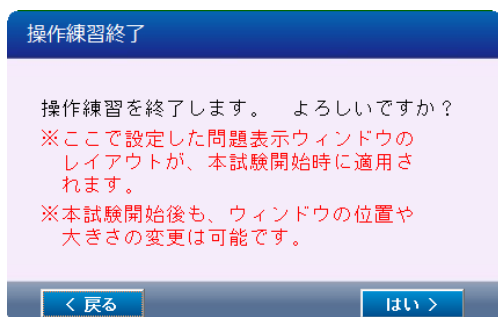 操作練習終了
操作練習を終了します。 よろしいですか？
※ここで設定した問題表示ウィンドウの
レイアウトが、本試験開始時に適用さ
れます。
※本試験開始後も、ウィンドウの位置や
大きさの変更は可能です。
< 戻る
はい >